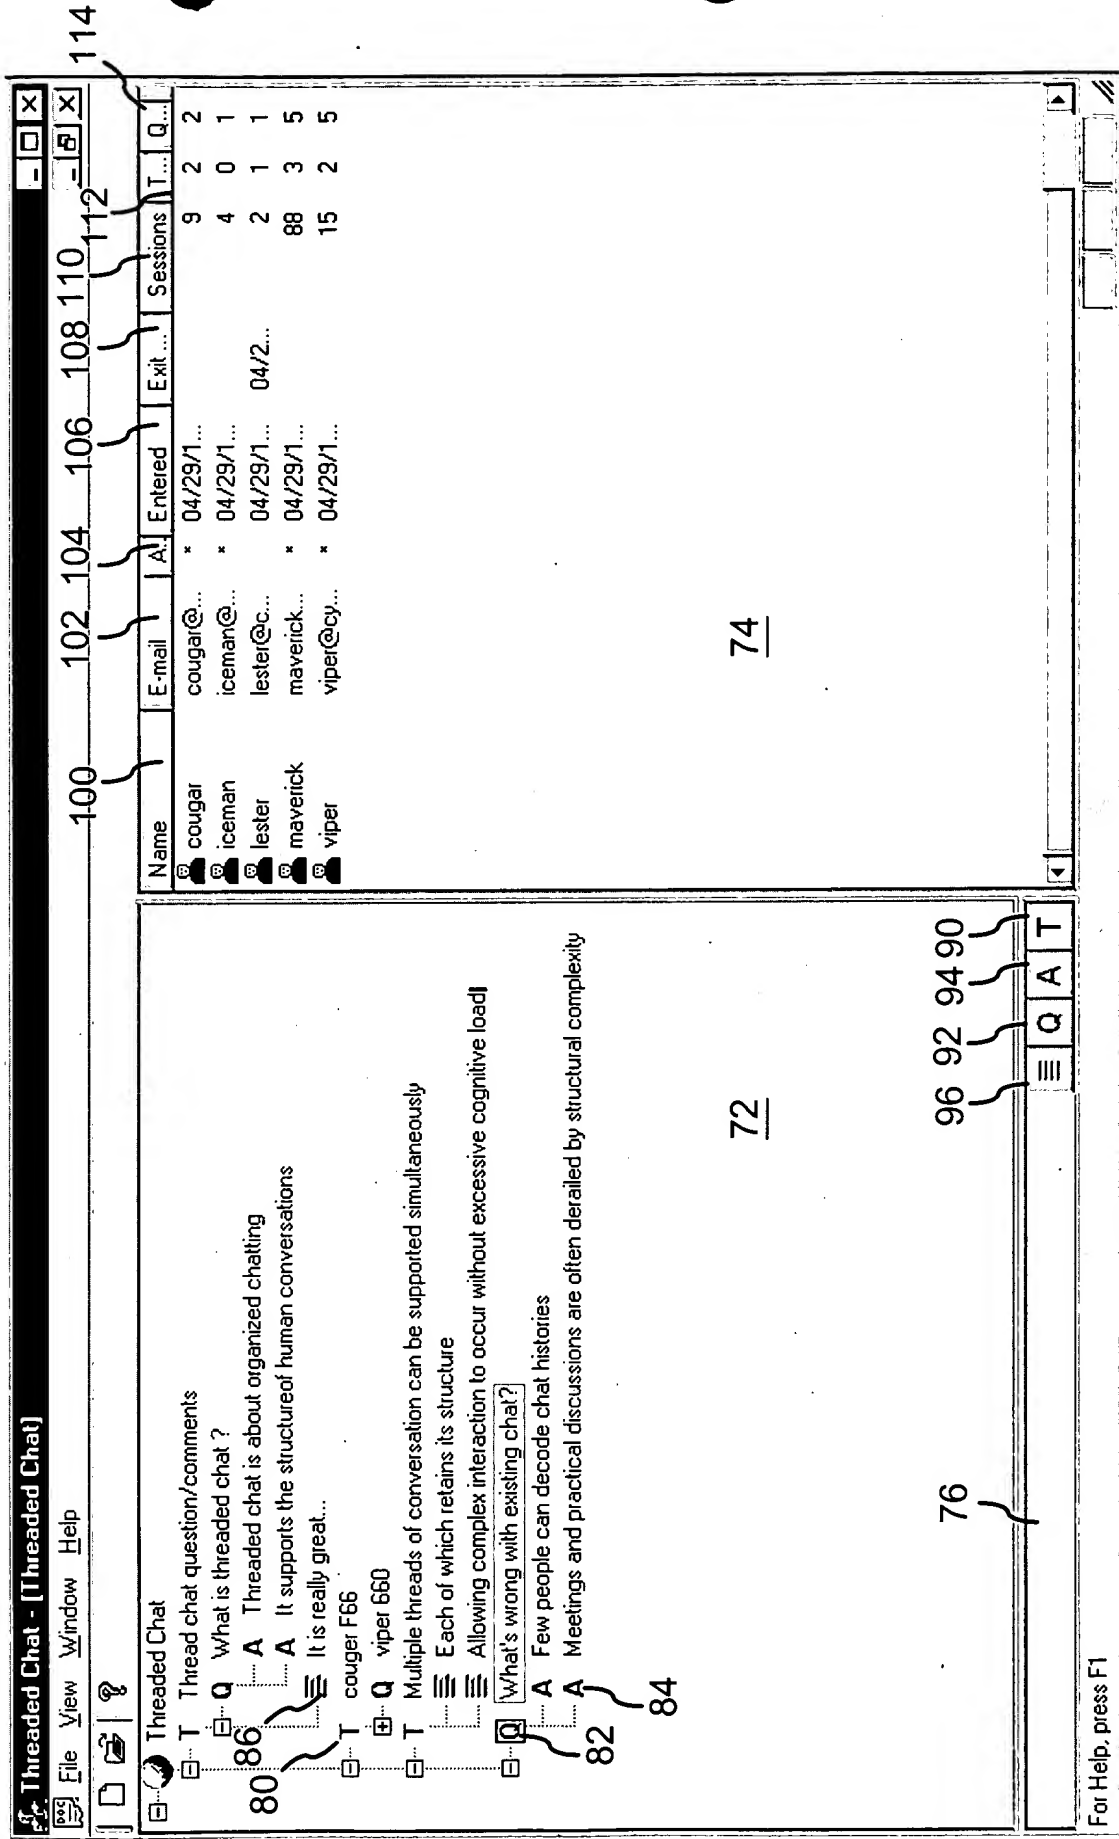 Threaded Chat - [Threaded Chat]
File View Window Help
Threaded Chat
T Thread chat question/comments
Q What is threaded chat ?
A Threaded chat is about organized chatting
A It supports the structureof human conversations
It is really great...
T couger F66
Q viper 660
T Multiple threads of conversation can be supported simultaneously
Each of which retains its structure
Allowing complex interaction to occur without excessive cognitive load
Q What's wrong with existing chat?
A Few people can decode chat histories
A Meetings and practical discussions are often derailed by structural complexity
86
80
82
84
72
76
96 92 94 90
Q A T
100 102 104 106 108 110 112 114
Name E-mail A.. Entered Exit ... Sessions T... Q...
cougar cougar@... * 04/29/1... 9 2 2
iceman iceman@... * 04/29/1... 4 0 1
lester lester@c... 04/29/1... 04/2... 2 1 1
maverick maverick... * 04/29/1... 88 3 5
viper viper@cy... * 04/29/1... 15 2 5
74
For Help, press F1